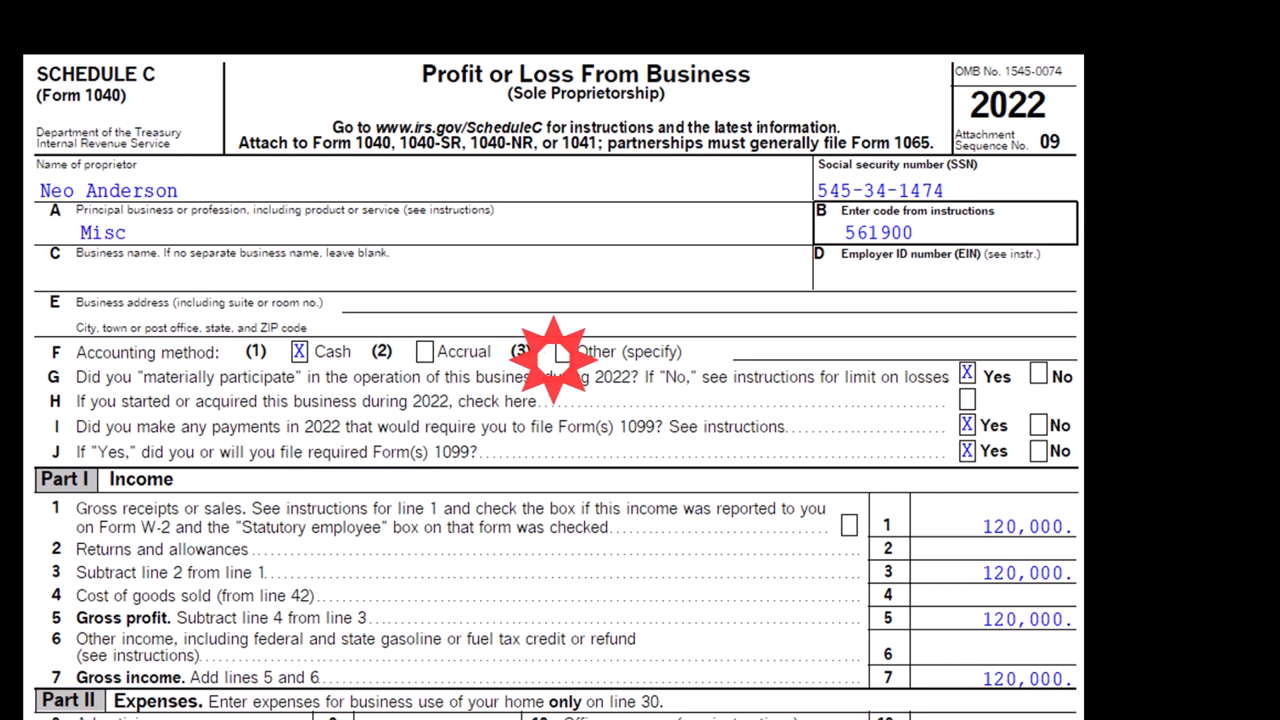 SCHEDULE C
(Form 1040)
Department of the Treasury
Internal Revenue Service
Profit or Loss From Business
(Sole Proprietorship)
Go to www.irs.gov/ScheduleC for instructions and the latest information.
Attach to Form 1040, 1040-SR, 1040-NR, or 1041; partnerships must generally file Form 1065.
OMB No. 1545-0074
2022
Attachment
Sequence No. 09
Name of proprietor
Neo Anderson
Social security number (SSN)
545-34-1474
A Principal business or profession, including product or service (see instructions)
Misc
B Enter code from instructions
561900
C Business name. If no separate business name, leave blank.
D Employer ID number (EIN) (see instr.)
E Business address (including suite or room no.)
City, town or post office, state, and ZIP code
F Accounting method: (1) X Cash (2) Accrual (3) Other (specify)
G Did you "materially participate" in the operation of this business during 2022? If "No," see instructions for limit on losses X Yes No
H If you started or acquired this business during 2022, check here
I Did you make any payments in 2022 that would require you to file Form(s) 1099? See instructions. X Yes No
J If "Yes," did you or will you file required Form(s) 1099? X Yes No
Part I Income
1 Gross receipts or sales. See instructions for line 1 and check the box if this income was reported to you
on Form W-2 and the "Statutory employee" box on that form was checked 1 120,000.
2 Returns and allowances 2
3 Subtract line 2 from line 1 3 120,000.
4 Cost of goods sold (from line 42) 4
5 Gross profit. Subtract line 4 from line 3 5 120,000.
6 Other income, including federal and state gasoline or fuel tax credit or refund
(see instructions) 6
7 Gross income. Add lines 5 and 6 7 120,000.
Part II Expenses. Enter expenses for business use of your home only on line 30.